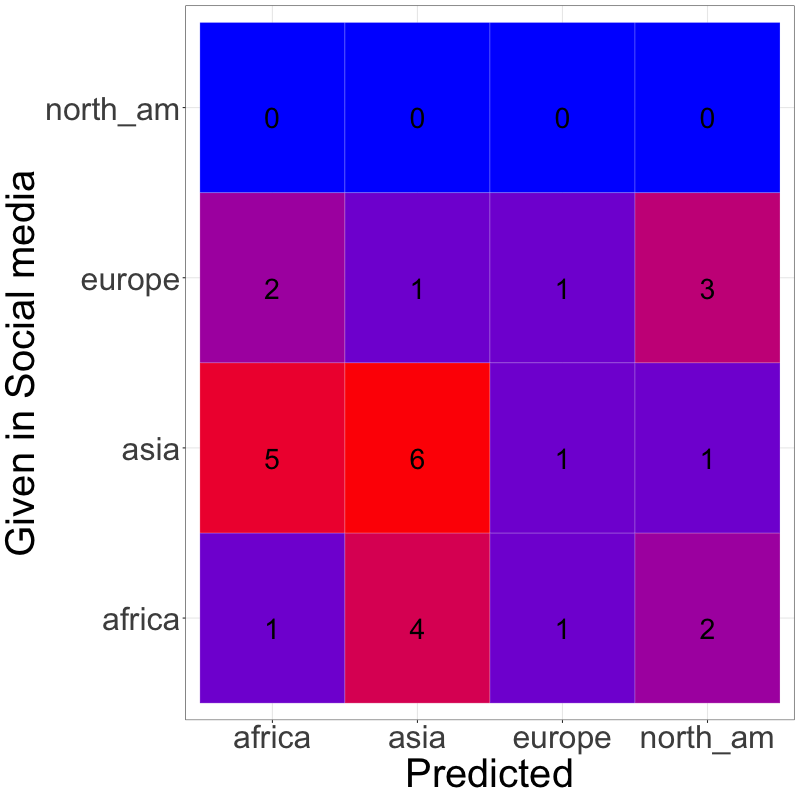 Given in Social media
north_am 0 0 0 0
europe 2 1 1 3
asia 5 6 1 1
africa 1 4 1 2
africa asia europe north_am
Predicted